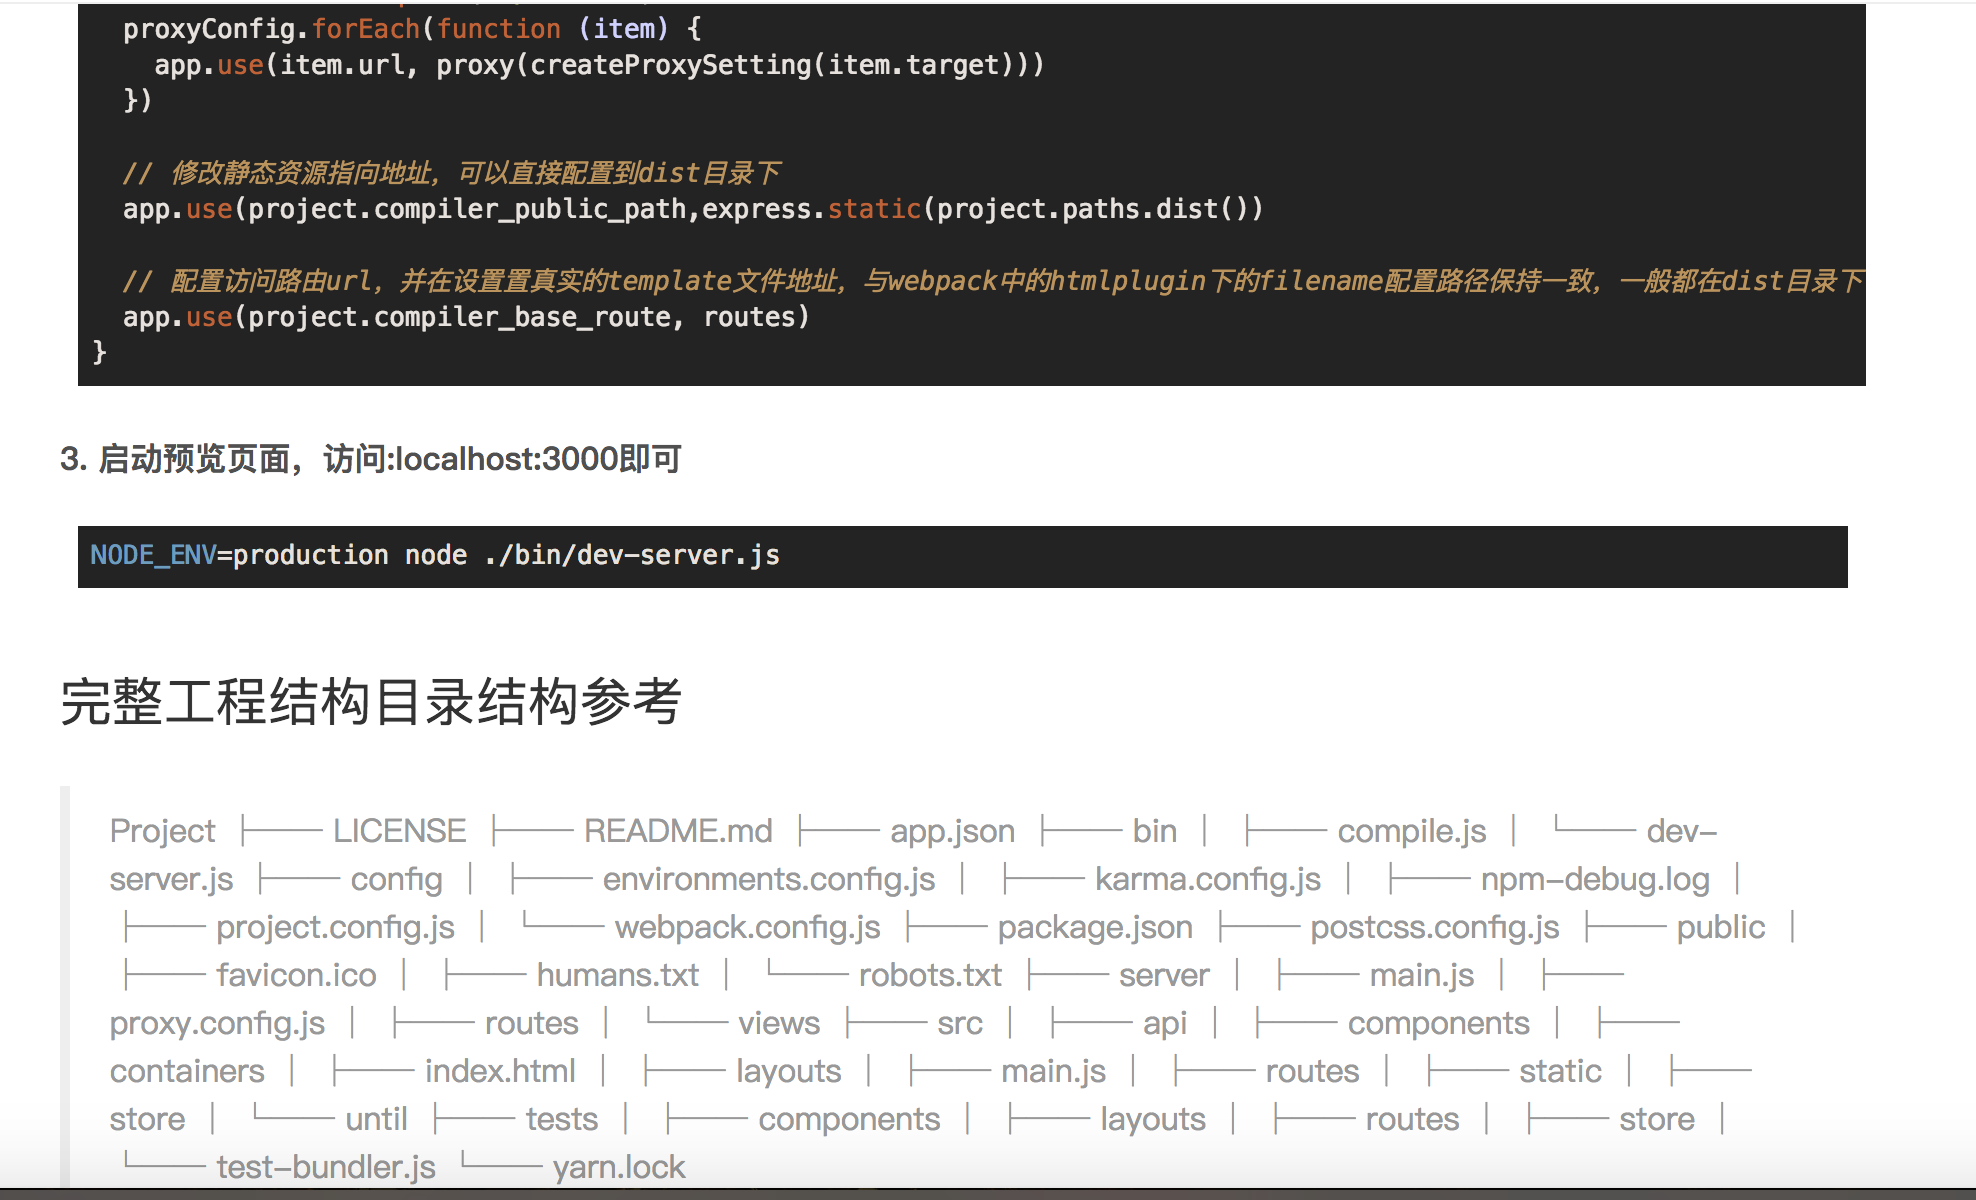 proxyConfig.forEach(function (item) {
app.use(item.url, proxy(createProxySetting(item.target)))
})
// 修改静态资源指向地址，可以直接配置到dist目录下
app.use(project.compiler_public_path,express.static(project.paths.dist())
// 配置访问路由url，并在设置置真实的template文件地址，与webpack中的htmlplugin下的filename配置路径保持一致，一般都在dist目录下
app.use(project.compiler_base_route, routes)
}
3. 启动预览页面，访问:localhost:3000即可
NODE_ENV=production node ./bin/dev-server.js
完整工程结构目录结构参考
Project ├── LICENSE ├── README.md ├── app.json ├── bin │ ├── compile.js │ └── dev-
server.js ├── config │ ├── environments.config.js │ ├── karma.config.js │ ├── npm-debug.log │
├── project.config.js │ └── webpack.config.js ├── package.json ├── postcss.config.js ├── public │
├── favicon.ico │ ├── humans.txt │ └── robots.txt ├── server │ ├── main.js │ ├──
proxy.config.js │ ├── routes │ └── views ├── src │ ├── api │ ├── components │ ├──
containers │ ├── index.html │ ├── layouts │ ├── main.js │ ├── routes │ ├── static │ ├──
store │ └── until ├── tests │ ├── components │ ├── layouts │ ├── routes │ ├── store │
└── test-bundler.js └── yarn.lock